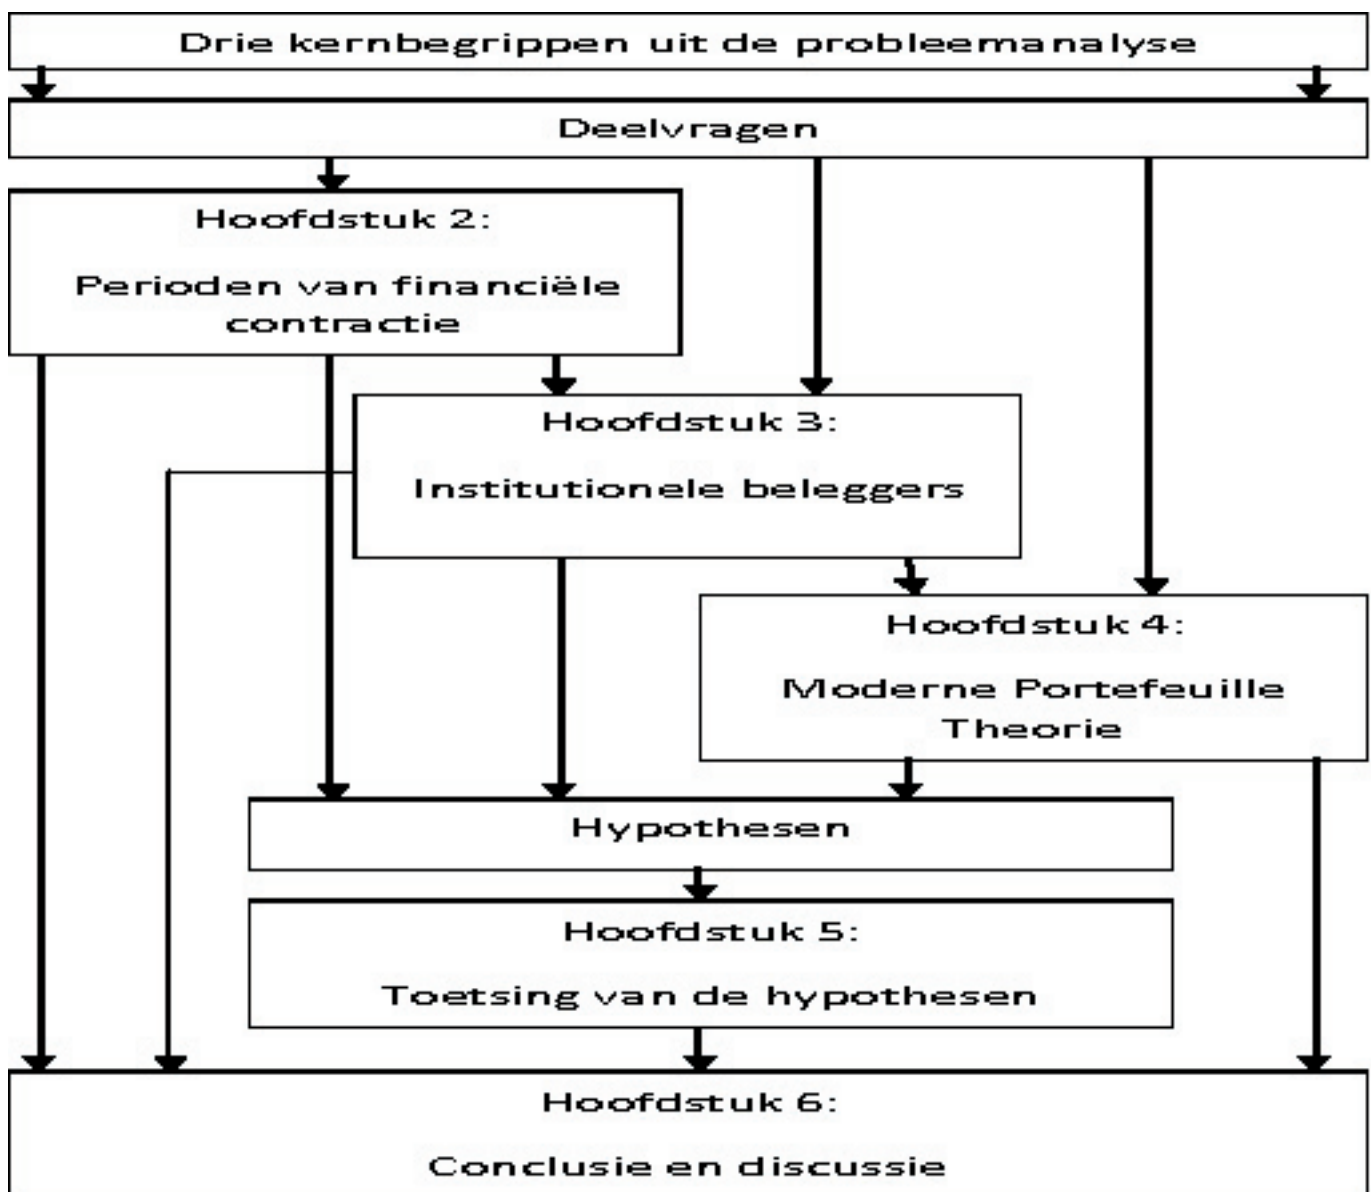 Drie kernbegrippen uit de probleemanalyse
Deelvragen
Hoofdstuk 2:
Perioden van financiële
contractie
Hoofdstuk 3:
Institutionele beleggers
Hoofdstuk 4:
Moderne Portefeuille
Theorie
Hypothesen
Hoofdstuk 5:
Toetsing van de hypothesen
Hoofdstuk 6:
Conclusie en discussie